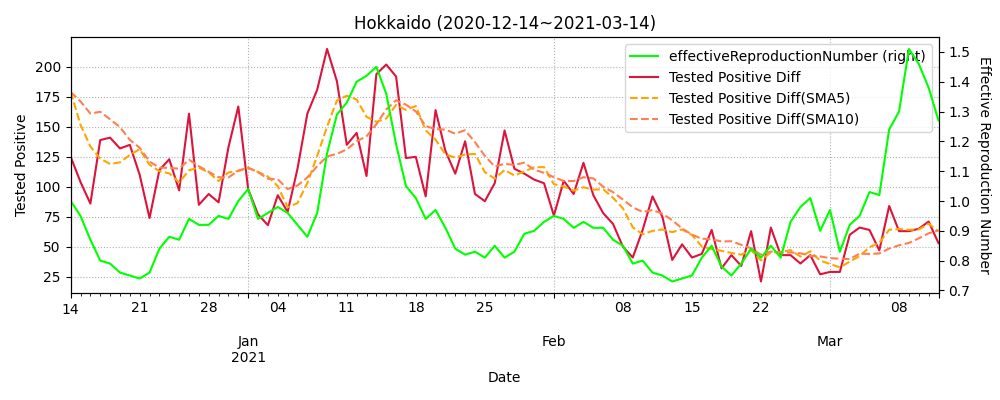 Hokkaido (2020-12-14~2021-03-14)
effectiveReproductionNumber (right)
Tested Positive Diff
Tested Positive Diff(SMA5)
Tested Positive Diff(SMA10)
Tested Positive
200
175
150
125
100
75
50
25
Effective Reproduction Number
1.5
1.4
1.3
1.2
1.1
1.0
0.9
0.8
0.7
14 21 28 04 11 18 25 08 15 22 08
Jan Feb Mar
2021
Date